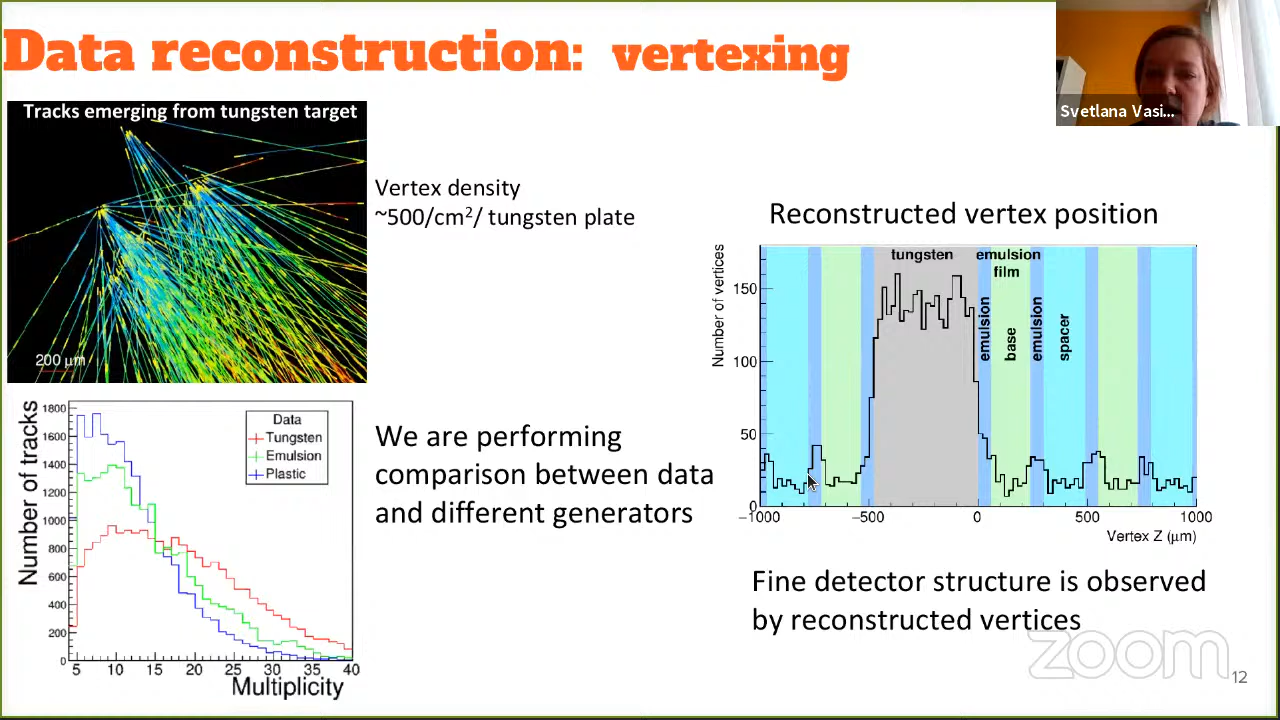 Data reconstruction: vertexing
Svetlana Vasi...
Tracks emerging from tungsten target
200 μm
Vertex density
~500/cm²/ tungsten plate
Reconstructed vertex position
Number of vertices
150
100
50
0
tungsten
emulsion
film
emulsion
base
emulsion
spacer
−1000
−500
0
500
1000
Vertex Z (μm)
Number of tracks
1800
1600
1400
1200
1000
800
600
400
200
0
Data
Tungsten
Emulsion
Plastic
5
10
15
20
25
30
35
40
Multiplicity
We are performing
comparison between data
and different generators
Fine detector structure is observed
by reconstructed vertices
zoom
12